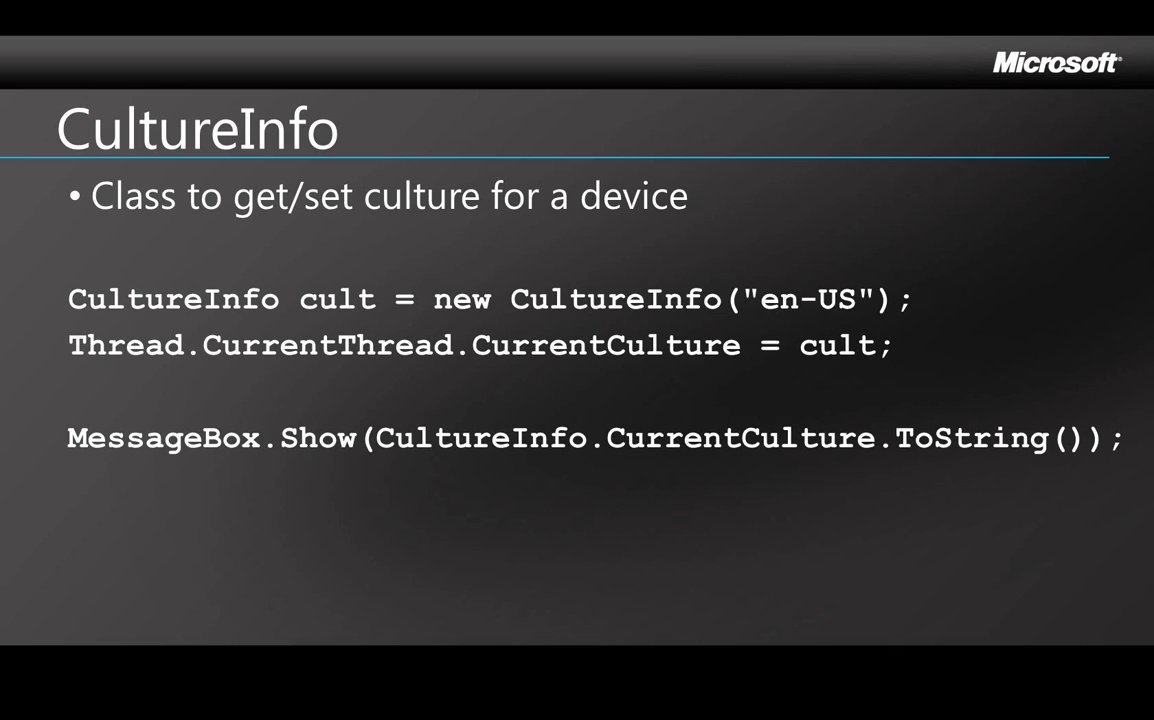 Microsoft
CultureInfo
• Class to get/set culture for a device
CultureInfo cult = new CultureInfo("en-US");
Thread.CurrentThread.CurrentCulture = cult;
MessageBox.Show(CultureInfo.CurrentCulture.ToString());